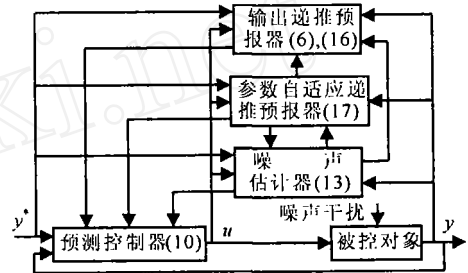 输出递推预
报器(6),(16)
参数自适应递
推预报器(17)
噪 声
估计器(13)
噪声干扰
y*
预测控制器(10)
u
被控对象
y